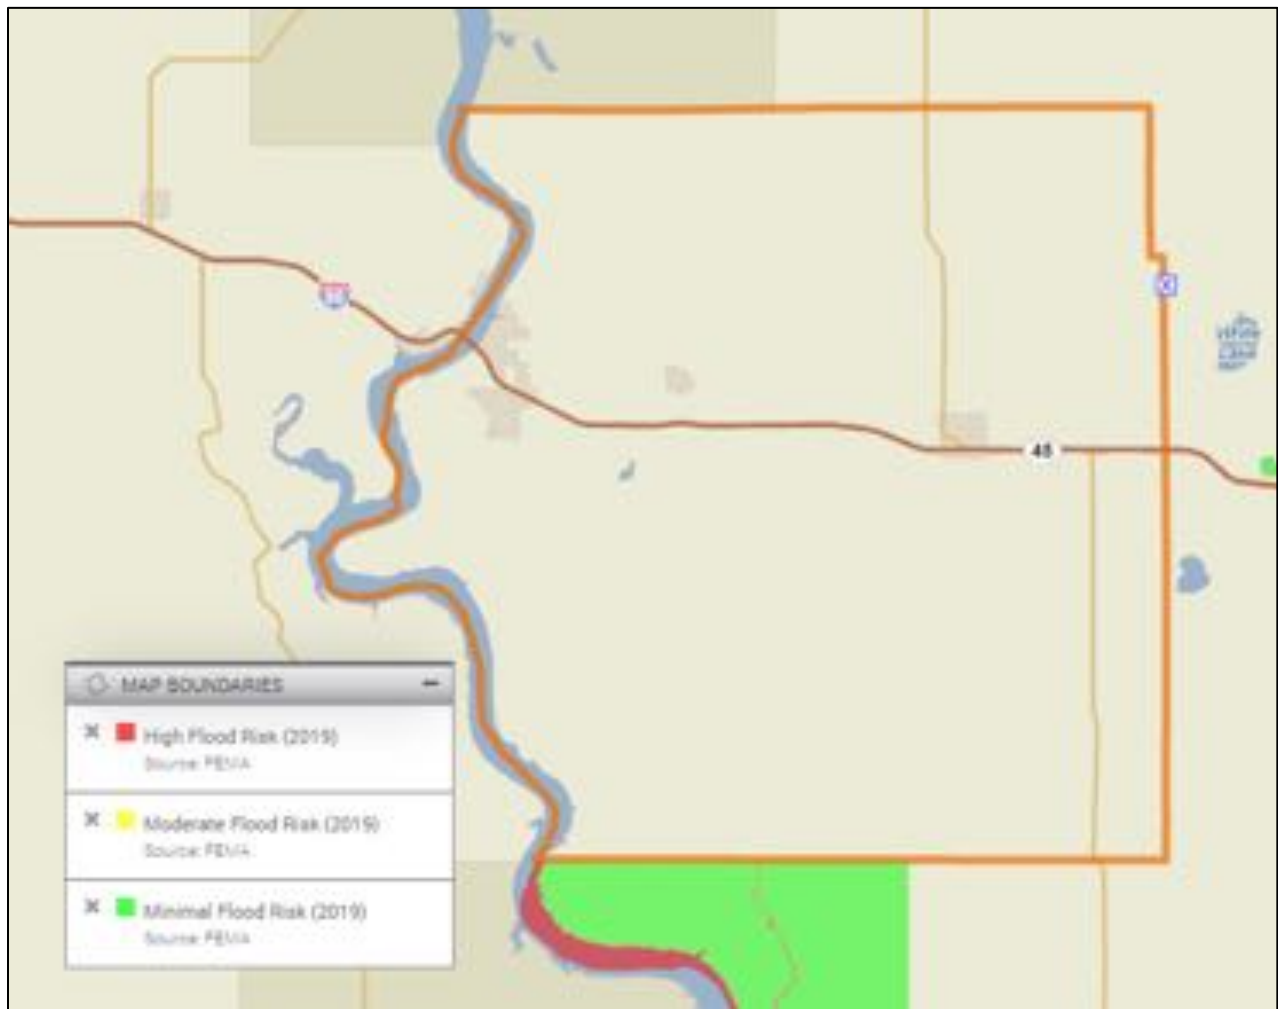 48
MAP BOUNDARIES
High Flood Risk (2019)
Source: FEMA
Moderate Flood Risk (2019)
Source: FEMA
Minimal Flood Risk (2019)
Source: FEMA